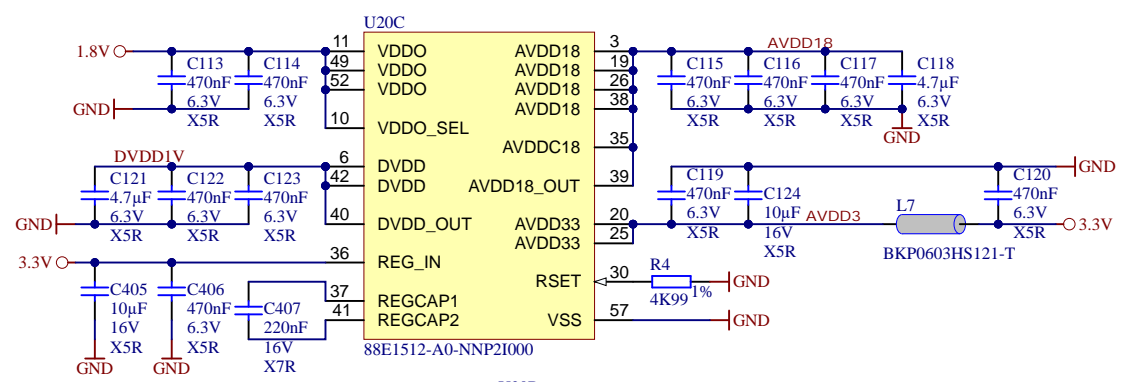 U20C
1.8V
11
VDDO
49
VDDO
52
VDDO
10
VDDO_SEL
6
DVDD
42
DVDD
40
DVDD_OUT
36
REG_IN
37
REGCAP1
41
REGCAP2
AVDD18
3
AVDD18
19
AVDD18
26
AVDD18
38
AVDDC18
35
AVDD18_OUT
39
AVDD33
20
AVDD33
25
RSET
30
VSS
57
88E1512-A0-NNP2I000
C113
470nF
6.3V
X5R
C114
470nF
6.3V
X5R
GND
DVDD1V
C121
4.7µF
6.3V
X5R
C122
470nF
6.3V
X5R
C123
470nF
6.3V
X5R
GND
3.3V
C405
10µF
16V
X5R
GND
C406
470nF
6.3V
X5R
GND
C407
220nF
16V
X7R
AVDD18
C115
470nF
6.3V
X5R
C116
470nF
6.3V
X5R
C117
470nF
6.3V
X5R
C118
4.7µF
6.3V
X5R
GND
C119
470nF
6.3V
X5R
C124
10µF
16V
X5R
AVDD3
L7
BKP0603HS121-T
C120
470nF
6.3V
X5R
GND
3.3V
R4
4K99
1%
GND
GND